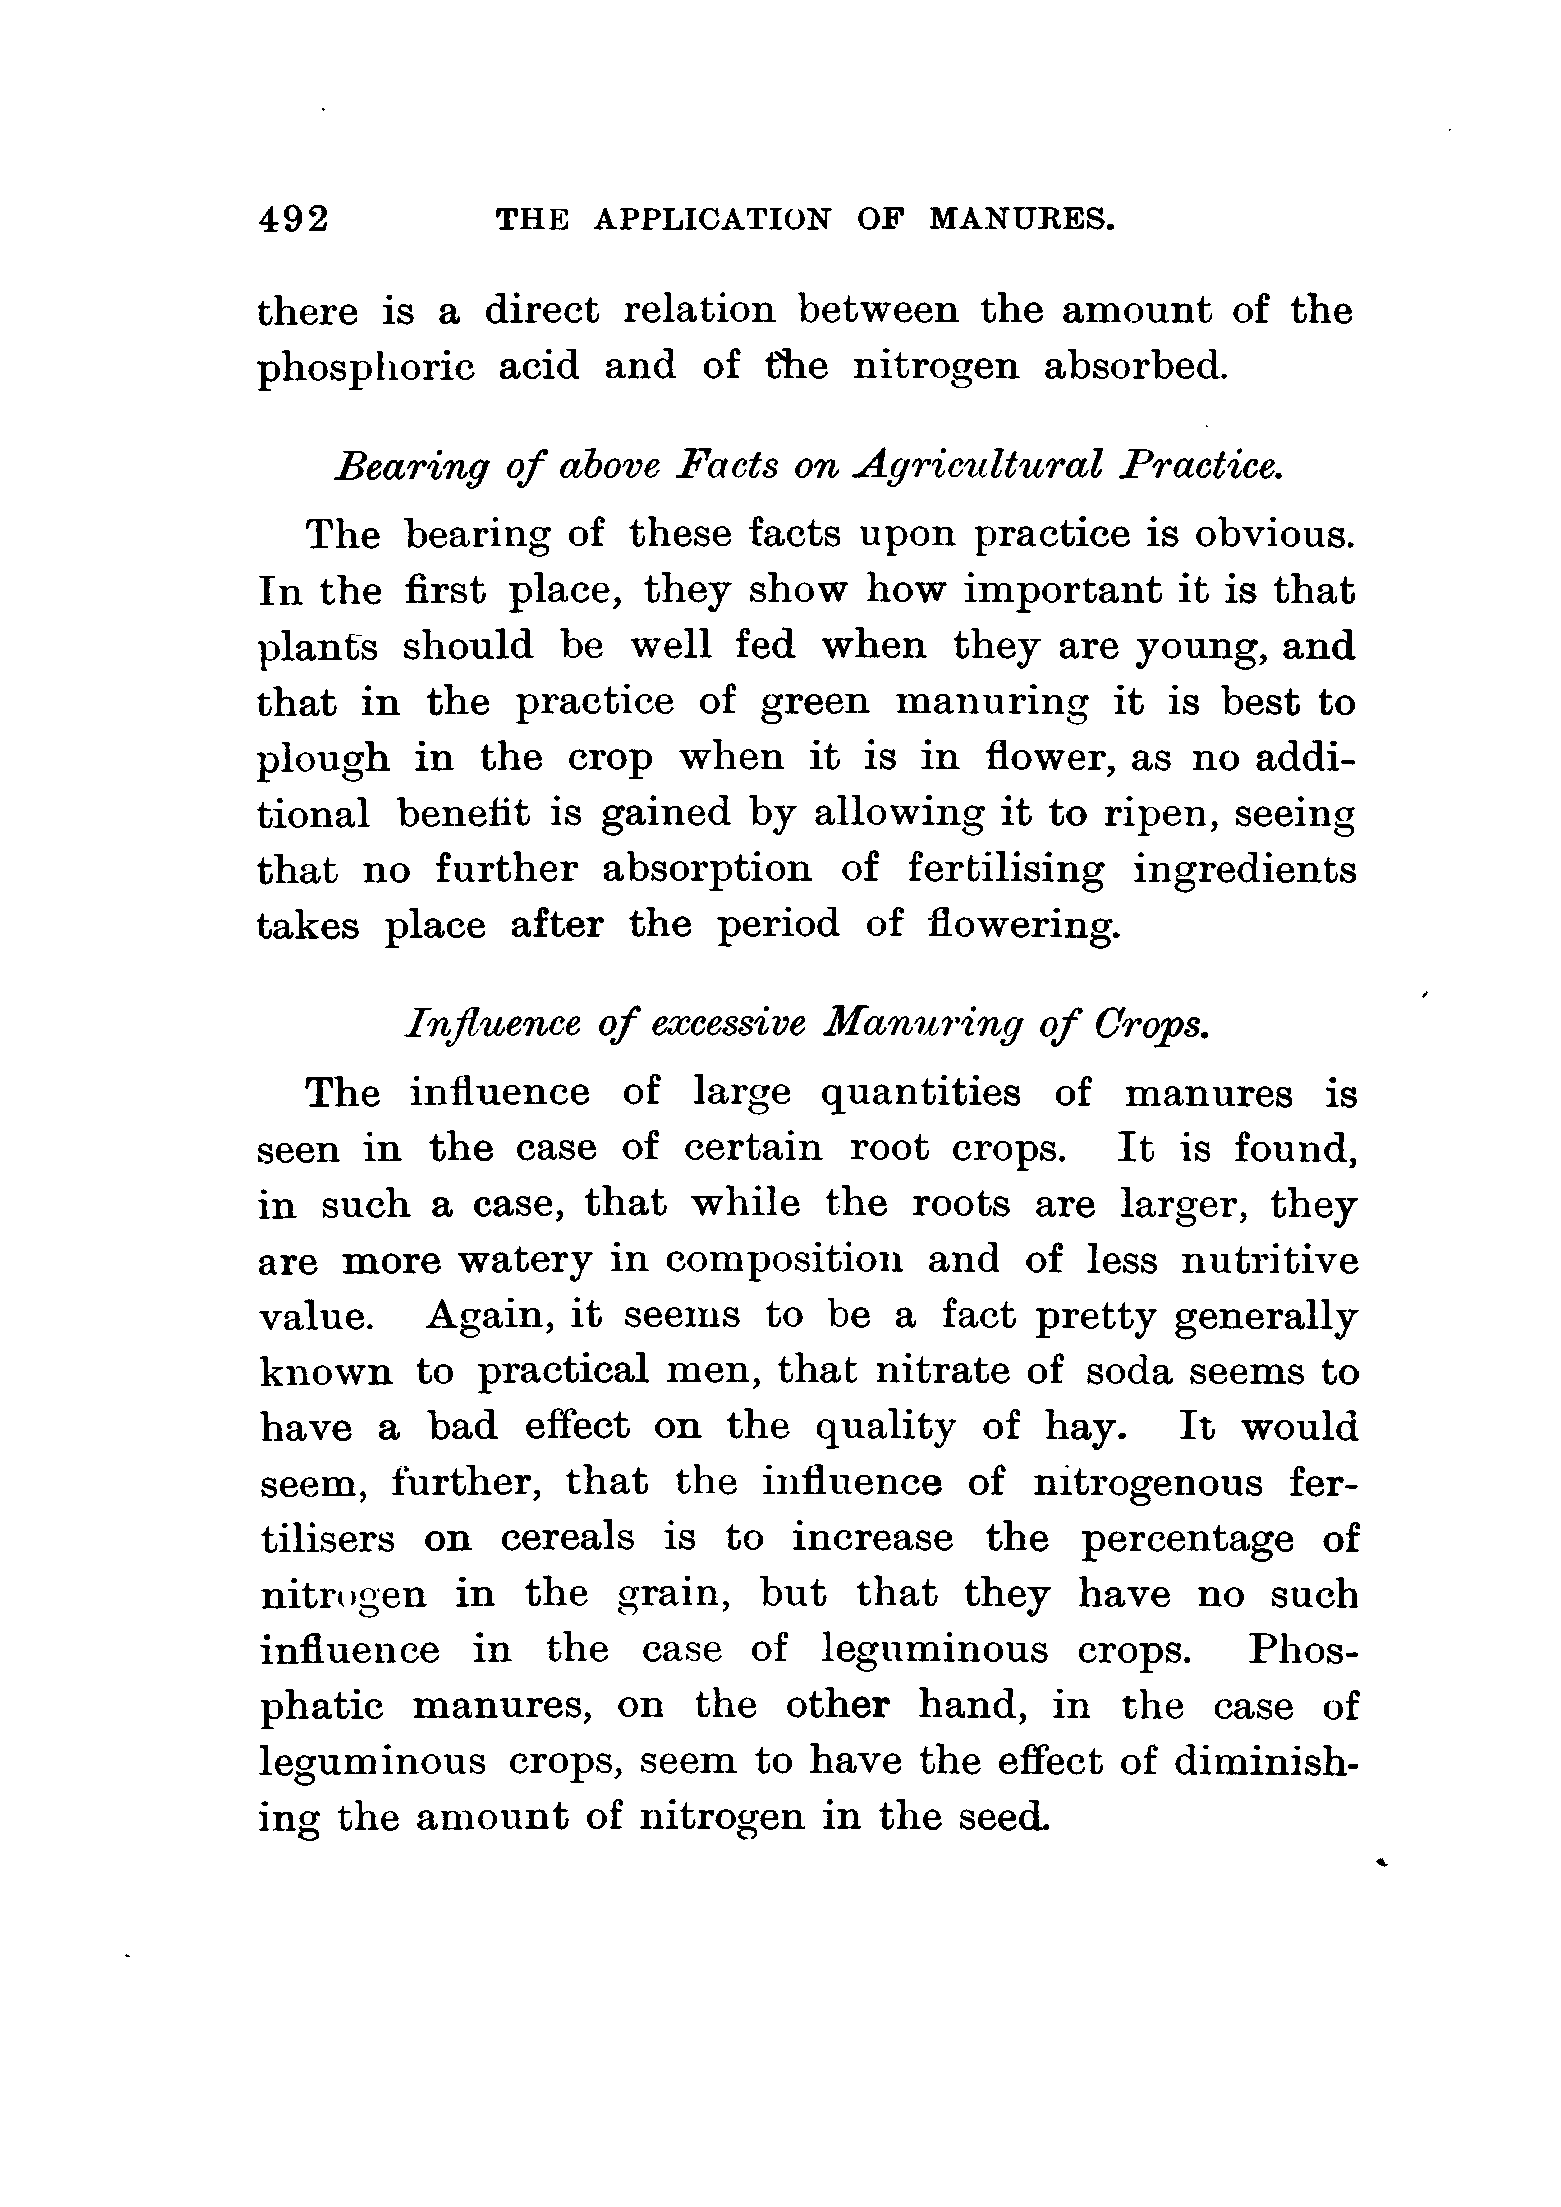 492 THE APPLICATION OF MANURES.
there is a direct relation between the amount of the
phosphoric acid and of the nitrogen absorbed.
Bearing of above Facts on Agricultural Practice.
The bearing of these facts upon practice is obvious.
In the first place, they show how important it is that
plants should be well fed when they are young, and
that in the practice of green manuring it is best to
plough in the crop when it is in flower, as no addi-
tional benefit is gained by allowing it to ripen, seeing
that no further absorption of fertilising ingredients
takes place after the period of flowering.
Influence of excessive Manuring of Crops.
The influence of large quantities of manures is
seen in the case of certain root crops. It is found,
in such a case, that while the roots are larger, they
are more watery in composition and of less nutritive
value. Again, it seems to be a fact pretty generally
known to practical men, that nitrate of soda seems to
have a bad effect on the quality of hay. It would
seem, further, that the influence of nitrogenous fer-
tilisers on cereals is to increase the percentage of
nitrogen in the grain, but that they have no such
influence in the case of leguminous crops. Phos-
phatic manures, on the other hand, in the case of
leguminous crops, seem to have the effect of diminish-
ing the amount of nitrogen in the seed.